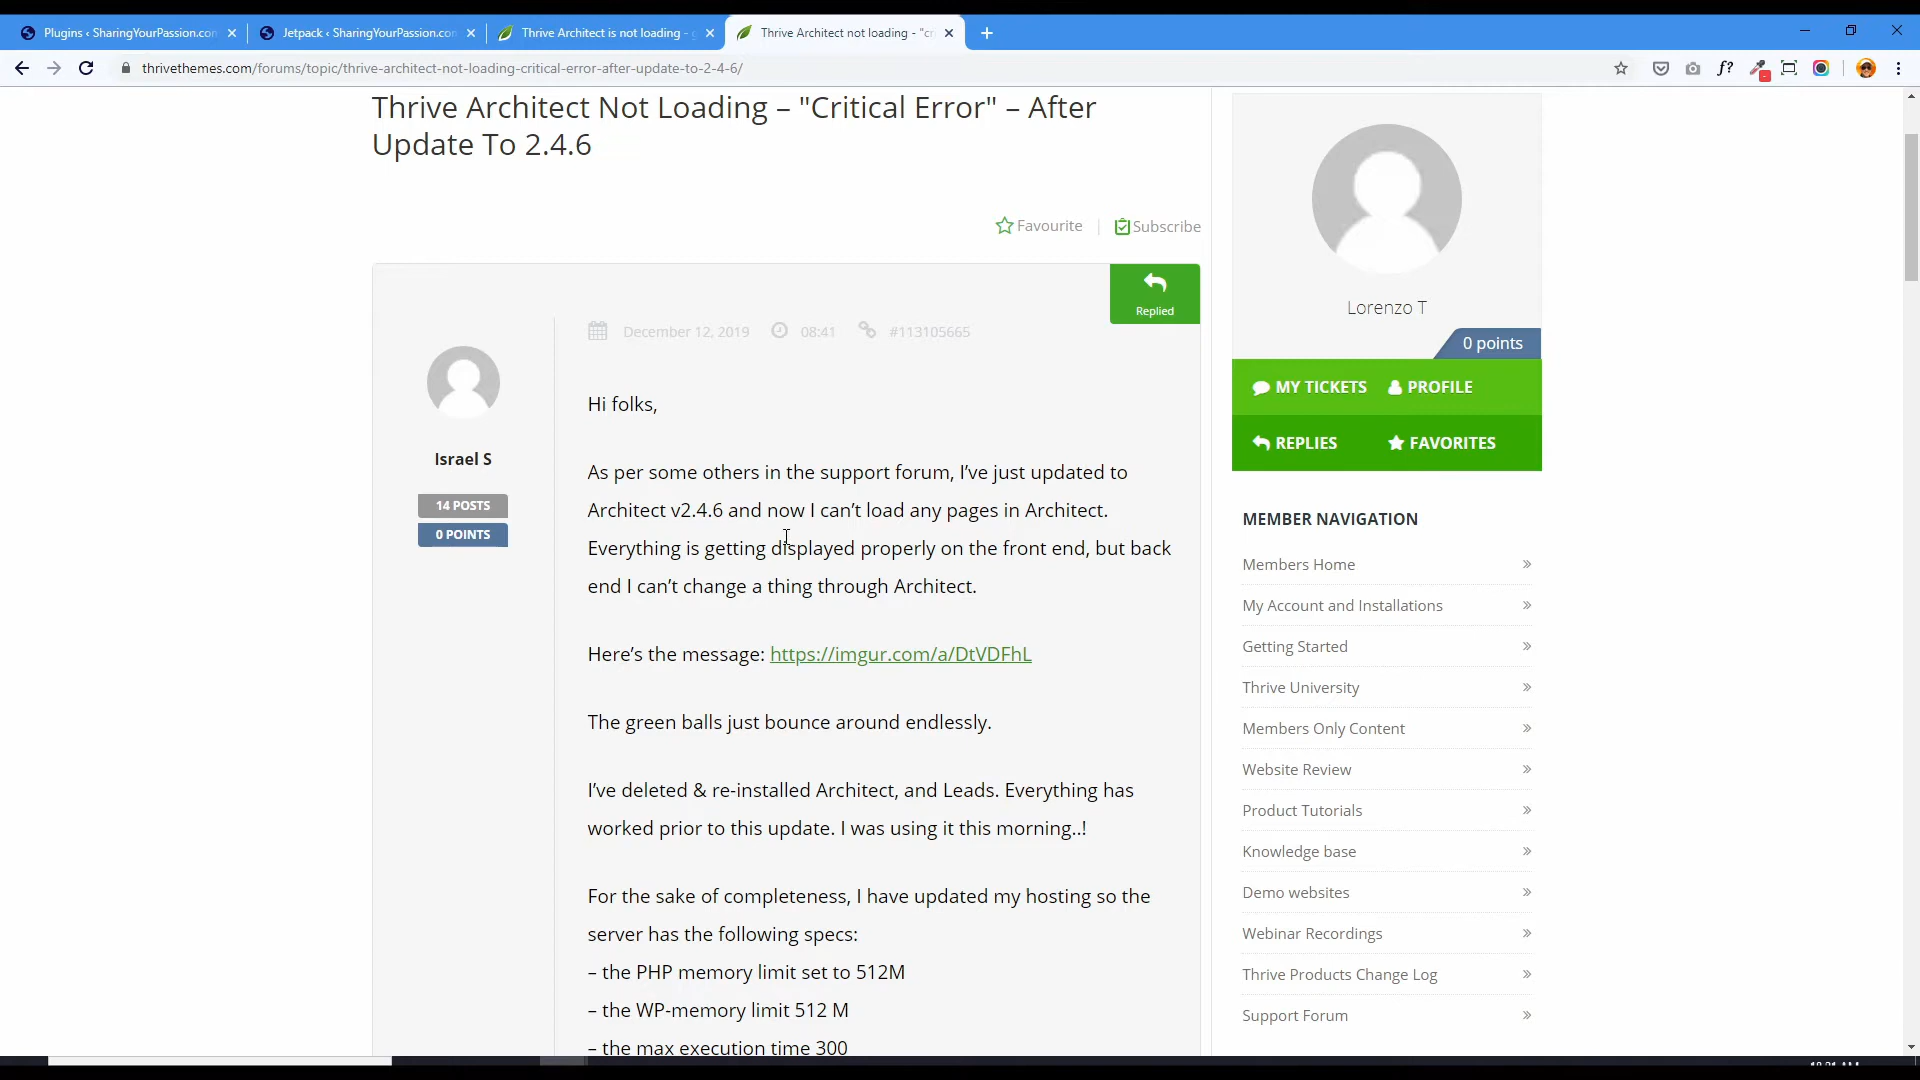 Plugins ‹ SharingYourPassion.con
Jetpack ‹ SharingYourPassion.con
Thrive Architect is not loading -
Thrive Architect not loading - "cr
thrivethemes.com/forums/topic/thrive-architect-not-loading-critical-error-after-update-to-2-4-6/
f?
Thrive Architect Not Loading – "Critical Error" – After
Update To 2.4.6
Favourite
Subscribe
Replied
December 12, 2019
08:41
#113105665
Israel S
14 POSTS
0 POINTS
Hi folks,
As per some others in the support forum, I’ve just updated to
Architect v2.4.6 and now I can’t load any pages in Architect.
Everything is getting displayed properly on the front end, but back
end I can’t change a thing through Architect.
Here’s the message: https://imgur.com/a/DtVDFhL
The green balls just bounce around endlessly.
I’ve deleted & re-installed Architect, and Leads. Everything has
worked prior to this update. I was using it this morning..!
For the sake of completeness, I have updated my hosting so the
server has the following specs:
– the PHP memory limit set to 512M
– the WP-memory limit 512 M
– the max execution time 300
Lorenzo T
0 points
MY TICKETS
PROFILE
REPLIES
FAVORITES
MEMBER NAVIGATION
Members Home »
My Account and Installations »
Getting Started »
Thrive University »
Members Only Content »
Website Review »
Product Tutorials »
Knowledge base »
Demo websites »
Webinar Recordings »
Thrive Products Change Log »
Support Forum »